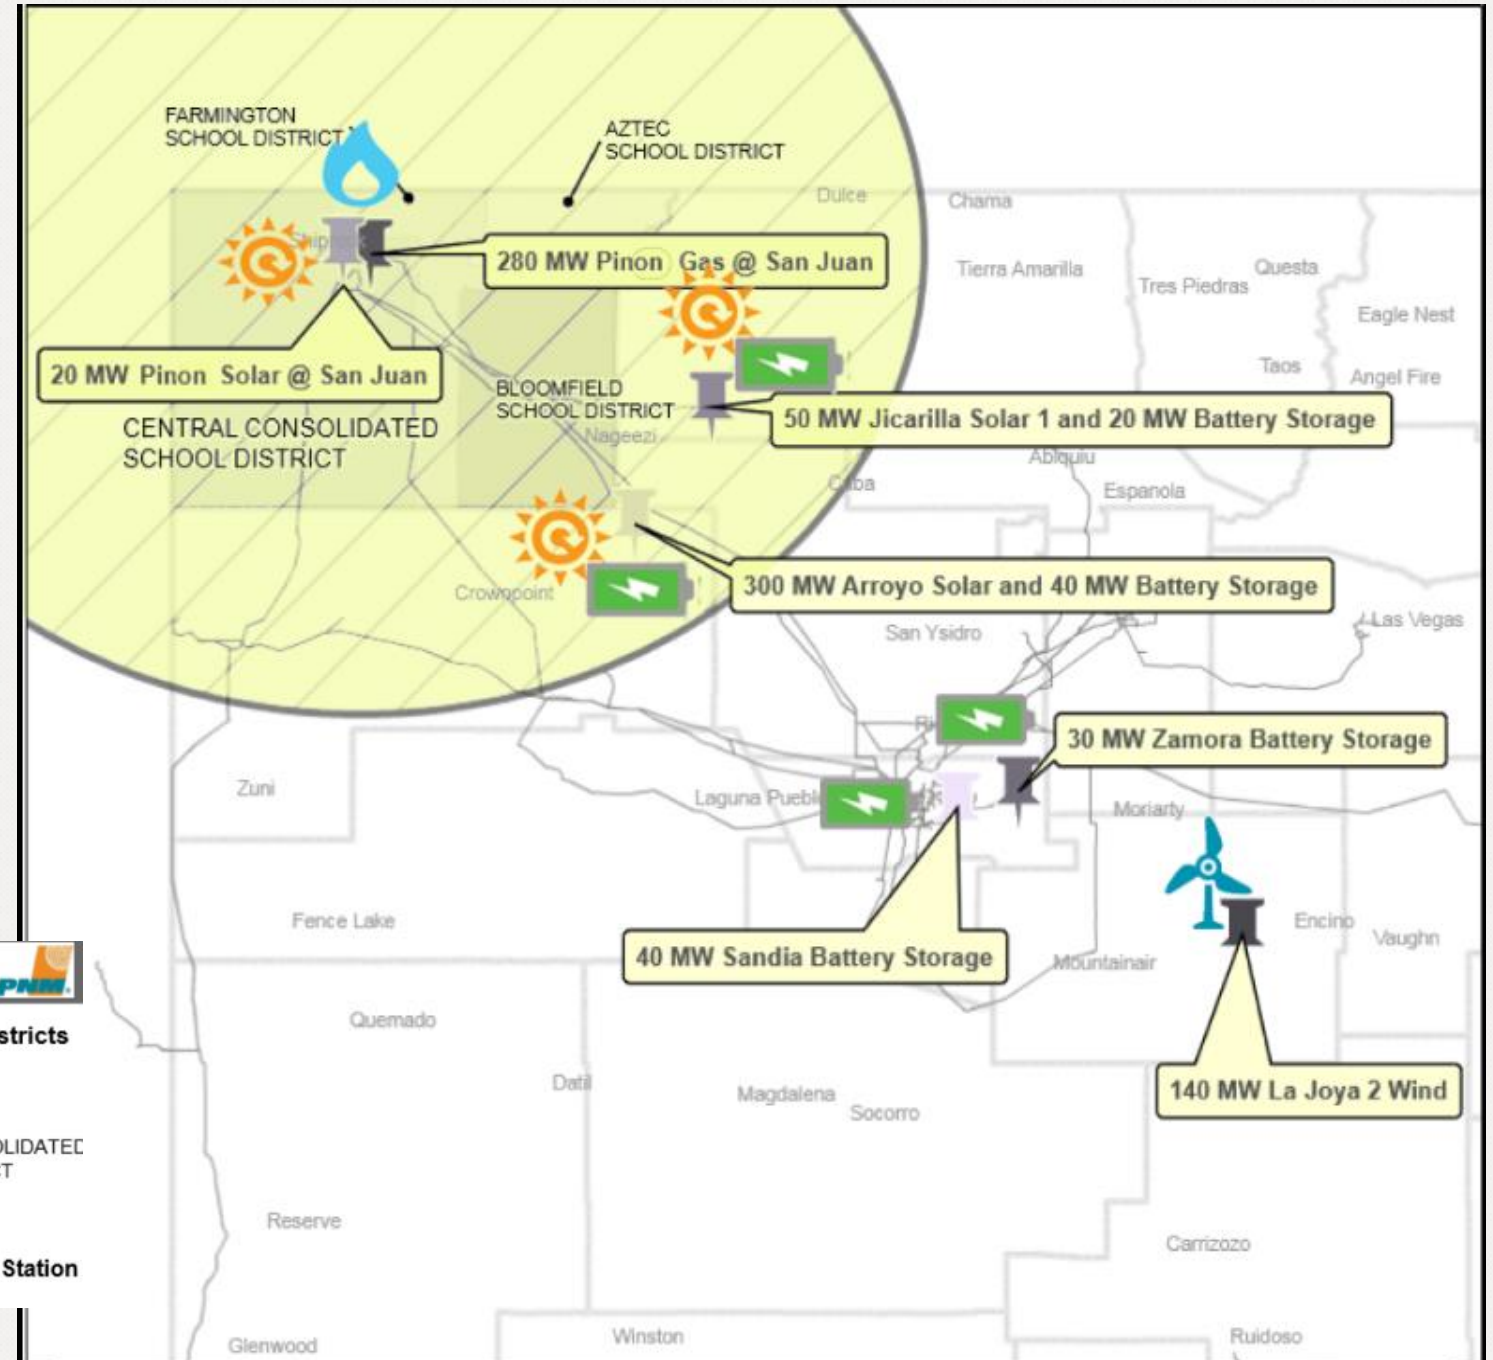 FARMINGTON
SCHOOL DISTRICT
AZTEC
SCHOOL DISTRICT
Dulce
Chama
280 MW Pinon Gas @ San Juan
Tierra Amarilla
Questa
Tres Piedras
Eagle Nest
20 MW Pinon Solar @ San Juan
Taos
Angel Fire
BLOOMFIELD
SCHOOL DISTRICT
50 MW Jicarilla Solar 1 and 20 MW Battery Storage
CENTRAL CONSOLIDATED
SCHOOL DISTRICT
Nageezi
Abiquiu
Espanola
300 MW Arroyo Solar and 40 MW Battery Storage
Crownpoint
San Ysidro
Las Vegas
30 MW Zamora Battery Storage
Zuni
Laguna Pueblo
Moriarty
Fence Lake
Encino
Vaughn
40 MW Sandia Battery Storage
Mountainair
PNM
stricts
Quemado
Datil
Magdalena
Socorro
140 MW La Joya 2 Wind
OLIDATED
CT
Reserve
Carrizozo
Station
Glenwood
Winston
Ruidoso